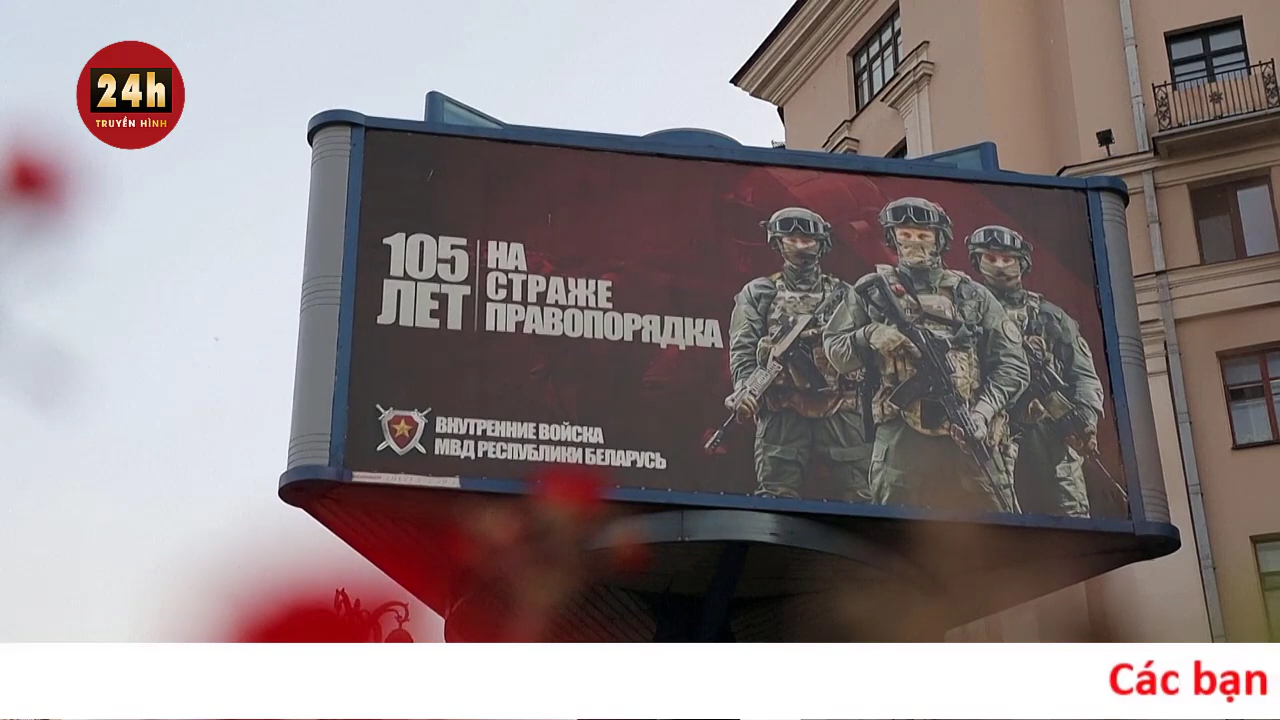 24h
TRUYỀN HÌNH
105
ЛЕТ
НА
СТРАЖЕ
ПРАВОПОРЯДКА
ВНУТРЕННИЕ ВОЙСКА
МВД РЕСПУБЛИКИ БЕЛАРУСЬ
Các bạn